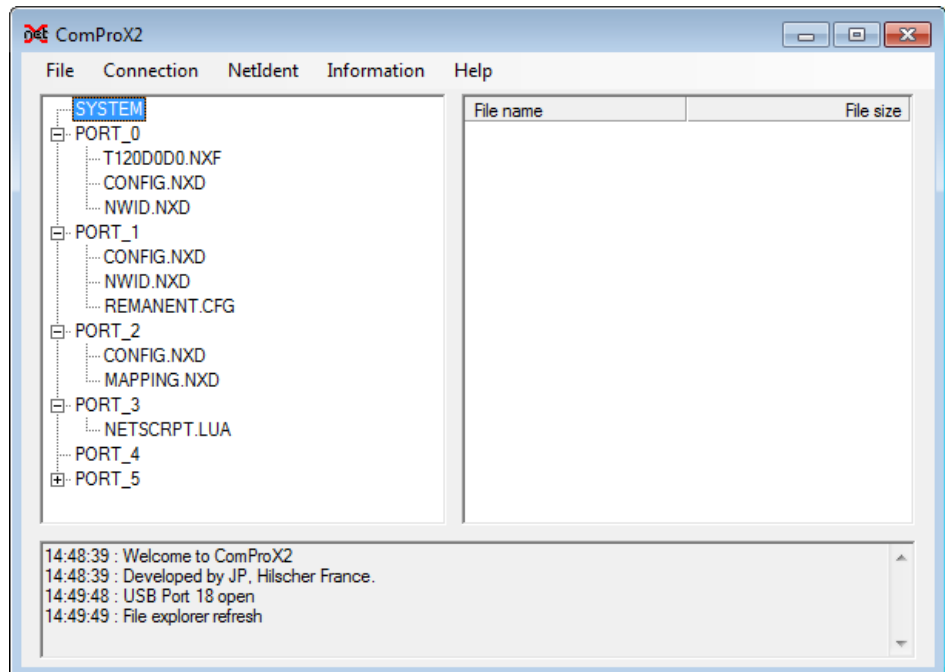 net ComProX2
File Connection NetIdent Information Help
SYSTEM
PORT_0
T120D0D0.NXF
CONFIG.NXD
NWID.NXD
PORT_1
CONFIG.NXD
NWID.NXD
REMANENT.CFG
PORT_2
CONFIG.NXD
MAPPING.NXD
PORT_3
NETSCRPT.LUA
PORT_4
PORT_5
File name File size
14:48:39 : Welcome to ComProX2
14:48:39 : Developed by JP, Hilscher France.
14:49:48 : USB Port 18 open
14:49:49 : File explorer refresh